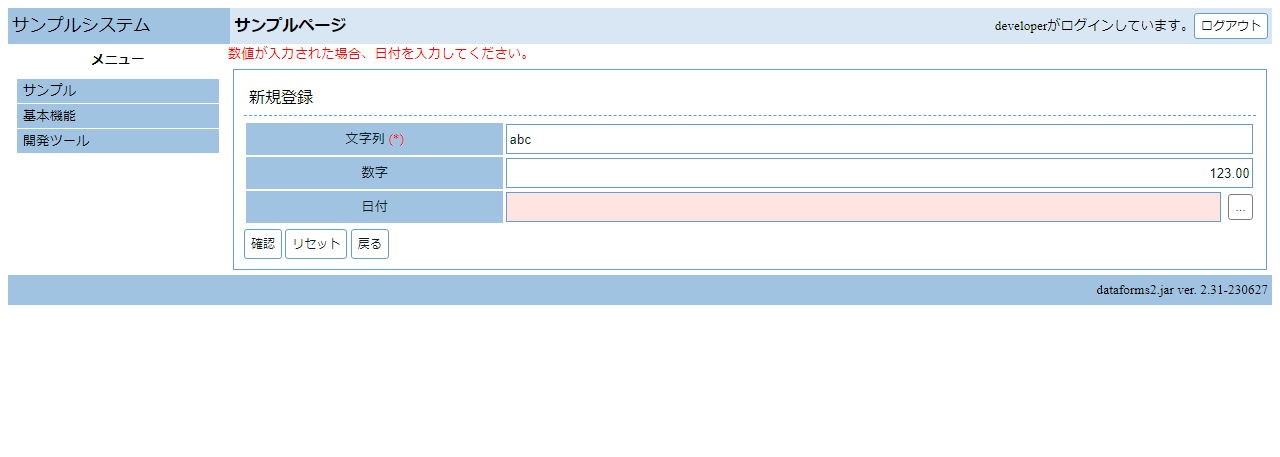 サンプルシステム
サンプルページ
developerがログインしています。 ログアウト
メニュー
サンプル
基本機能
開発ツール
数値が入力された場合、日付を入力してください。
新規登録
文字列 (*) abc
数字 123.00
日付 ...
確認 リセット 戻る
dataforms2.jar ver. 2.31-230627